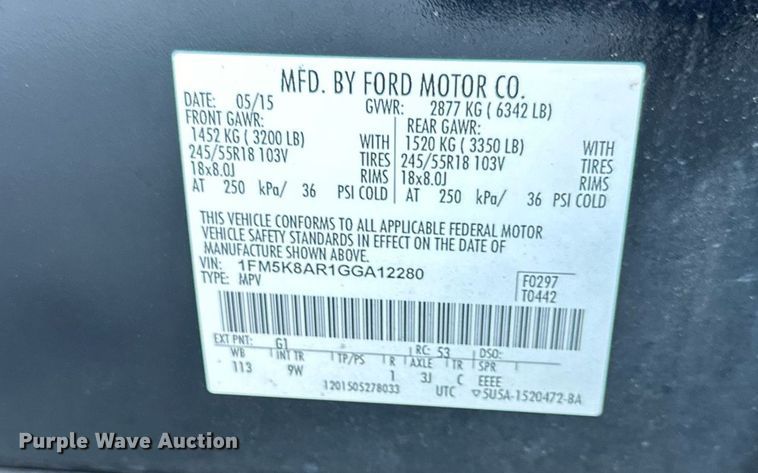 MFD. BY FORD MOTOR CO.
DATE: 05/15 GVWR: 2877 KG ( 6342 LB)
FRONT GAWR: REAR GAWR:
1452 KG ( 3200 LB) WITH 1520 KG ( 3350 LB) WITH
245/55R18 103V TIRES 245/55R18 103V TIRES
18x8.0J RIMS 18x8.0J RIMS
AT 250 kPa/ 36 PSI COLD AT 250 kPa/ 36 PSI COLD
THIS VEHICLE CONFORMS TO ALL APPLICABLE FEDERAL MOTOR
VEHICLE SAFETY STANDARDS IN EFFECT ON THE DATE OF
MANUFACTURE SHOWN ABOVE.
VIN: 1FM5K8AR1GGA12280
TYPE: MPV
F0297
T0442
EXT PNT: G1 RC: 53 DSO:
WB INT TR TP/PS R AXLE TR SPR
113 9W 1 3J C EEEE
1201505278033 UTC ▽5U5A-1520472-BA
Purple Wave Auction